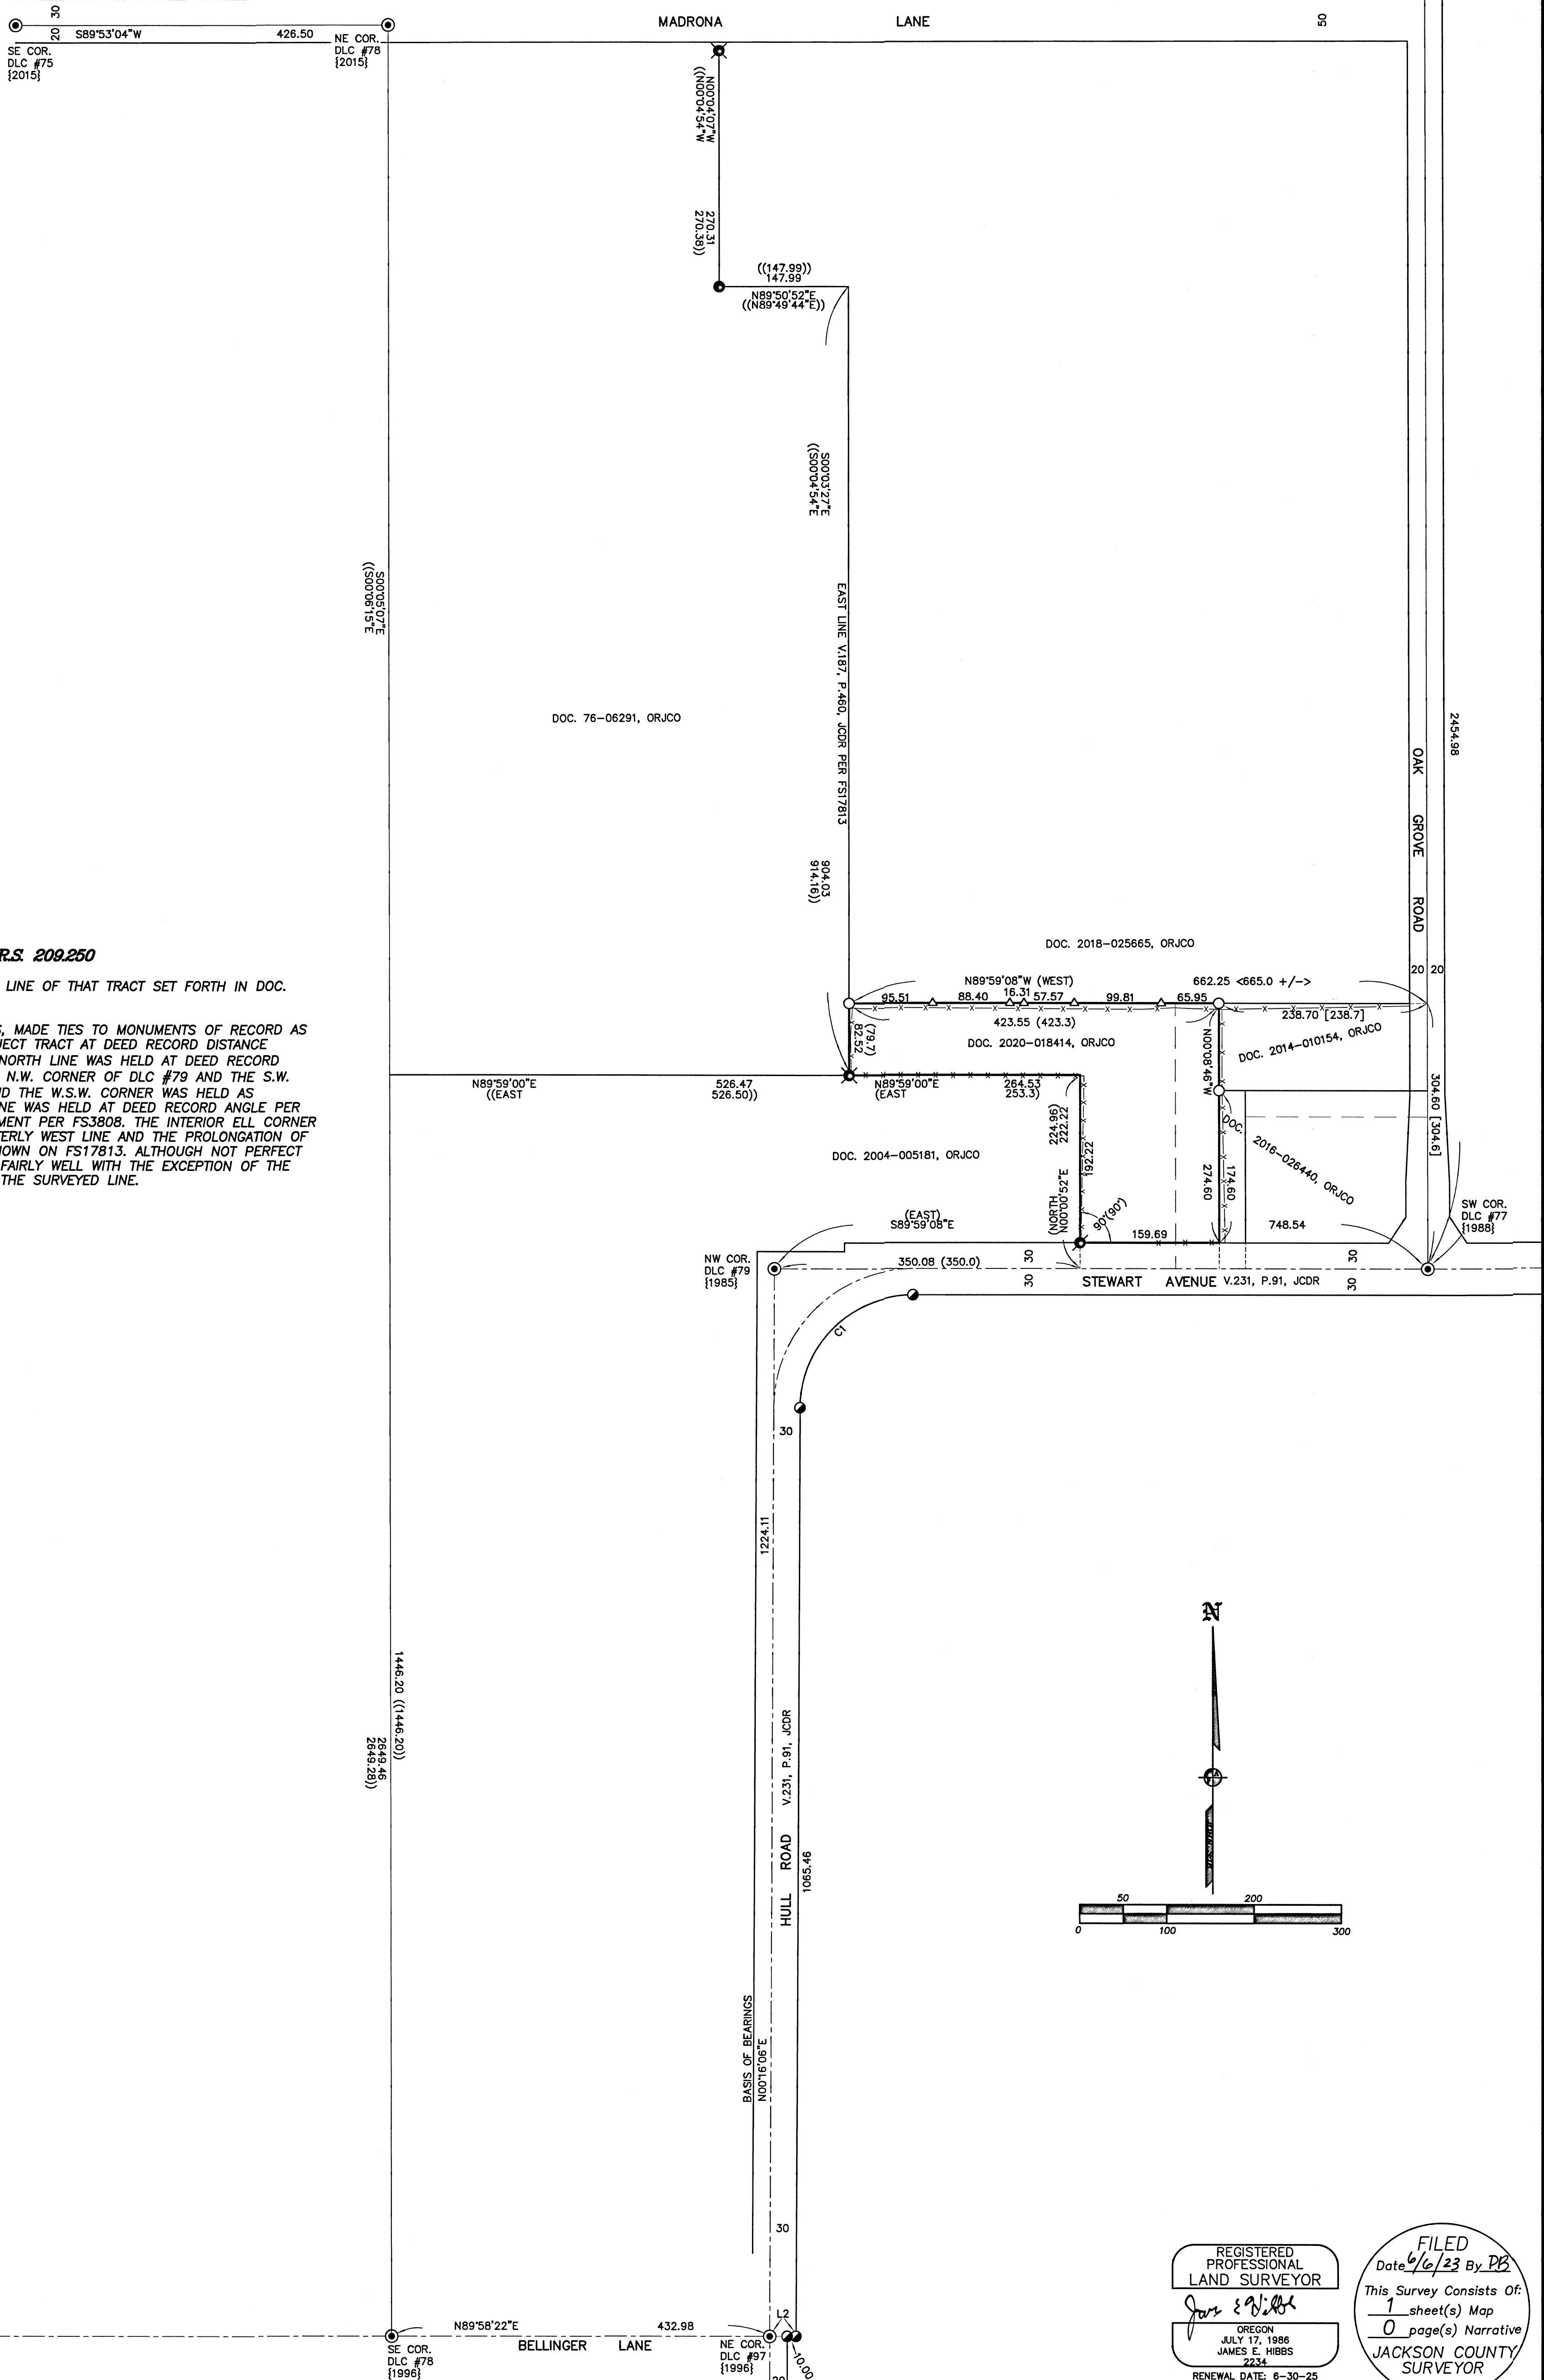 30
20
S89°53'04"W 426.50
SE COR.
DLC #75
{2015}
NE COR.
DLC #78
{2015}
MADRONA LANE
50
N00°04'07"W 270.31
((N00°04'54"W 270.38))
((147.99))
147.99
N89°50'52"E
((N89°49'44"E))
S00°03'27"E 904.03
((S00°04'54"E 914.16))
EAST LINE V.187, P.460, JCDR PER FS17813
S00°05'07"E
((S00°06'15"E
DOC. 76-06291, ORJCO
2454.98
OAK GROVE ROAD
20 20
R.S. 209.250
LINE OF THAT TRACT SET FORTH IN DOC.
S, MADE TIES TO MONUMENTS OF RECORD AS
JECT TRACT AT DEED RECORD DISTANCE
NORTH LINE WAS HELD AT DEED RECORD
N.W. CORNER OF DLC #79 AND THE S.W.
ND THE W.S.W. CORNER WAS HELD AS
NE WAS HELD AT DEED RECORD ANGLE PER
MENT PER FS3808. THE INTERIOR ELL CORNER
TERLY WEST LINE AND THE PROLONGATION OF
OWN ON FS17813. ALTHOUGH NOT PERFECT
FAIRLY WELL WITH THE EXCEPTION OF THE
THE SURVEYED LINE.
DOC. 2018-025665, ORJCO
N89°59'08"W (WEST) 662.25 <665.0 +/->
95.51 88.40 16.31 57.57 99.81 65.95
423.55 (423.3)
238.70 [238.7]
(79.7)
82.52
DOC. 2020-018414, ORJCO
DOC. 2014-010154, ORJCO
N00°08'46"W
N89°59'00"E 526.47
((EAST 526.50))
N89°59'00"E 264.53
(EAST 253.3)
304.60 [304.6]
DOC. 2016-026440, ORJCO
DOC. 2004-005181, ORJCO
(NORTH 224.96)
N00°00'52"E 222.22
192.22
90°(90°)
274.60
174.60
(EAST)
S89°59'08"E
159.69
748.54
SW COR.
DLC #77
{1988}
NW COR.
DLC #79
{1985}
350.08 (350.0)
30
30
30
30
STEWART AVENUE V.231, P.91, JCDR
C1
30
1224.11
1446.20 ((1446.20))
2649.46
2649.28))
HULL ROAD V.231, P.91, JCDR
1065.46
BASIS OF BEARINGS
N00°16'06"E
N
50 200
0 100 300
30
L2
N89°58'22"E 432.98
BELLINGER LANE
SE COR.
DLC #78
{1996}
NE COR.
DLC #97
{1996}
10.00
REGISTERED
PROFESSIONAL
LAND SURVEYOR
OREGON
JULY 17, 1986
JAMES E. HIBBS
2234
RENEWAL DATE: 6-30-25
FILED
Date 6/6/23 By DB
This Survey Consists Of:
1 sheet(s) Map
0 page(s) Narrative
JACKSON COUNTY
SURVEYOR